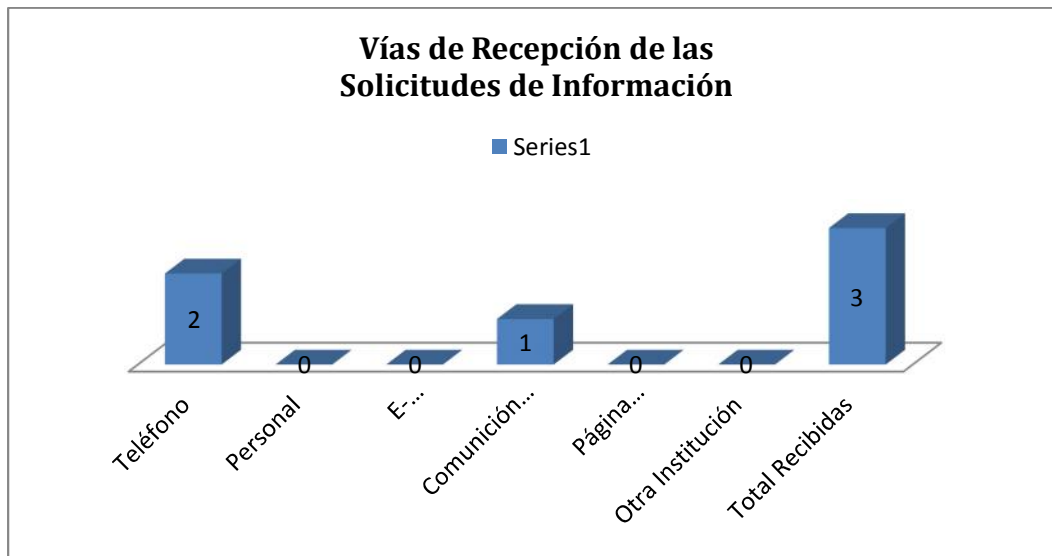 Vías de Recepción de las
Solicitudes de Información
Series1
2
0
0
1
0
0
3
Teléfono
Personal
E-...
Comunición...
Página...
Otra Institución
Total Recibidas